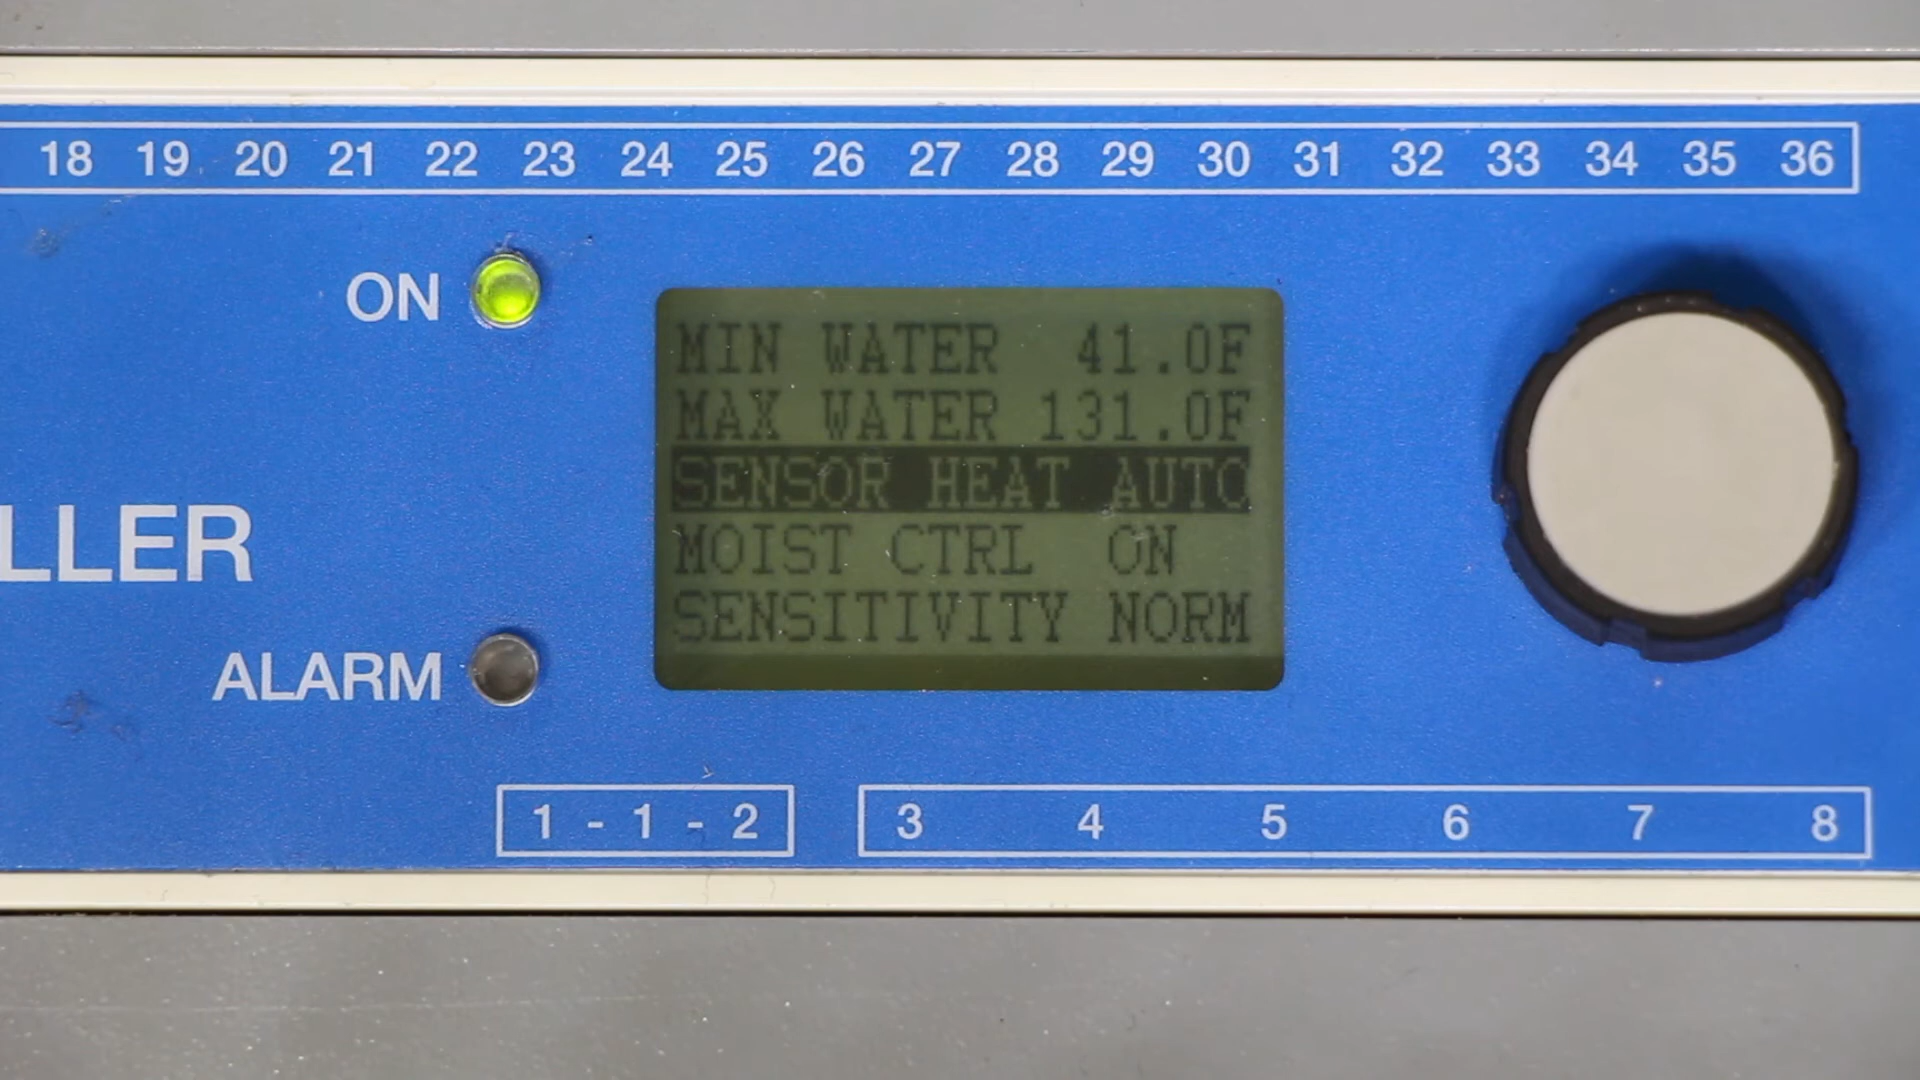 18 19 20 21 22 23 24 25 26 27 28 29 30 31 32 33 34 35 36
ON
MIN WATER 41.0F
MAX WATER 131.0F
SENSOR HEAT AUTO
MOIST CTRL ON
SENSITIVITY NORM
LLER
ALARM
1 - 1 - 2
3 4 5 6 7 8